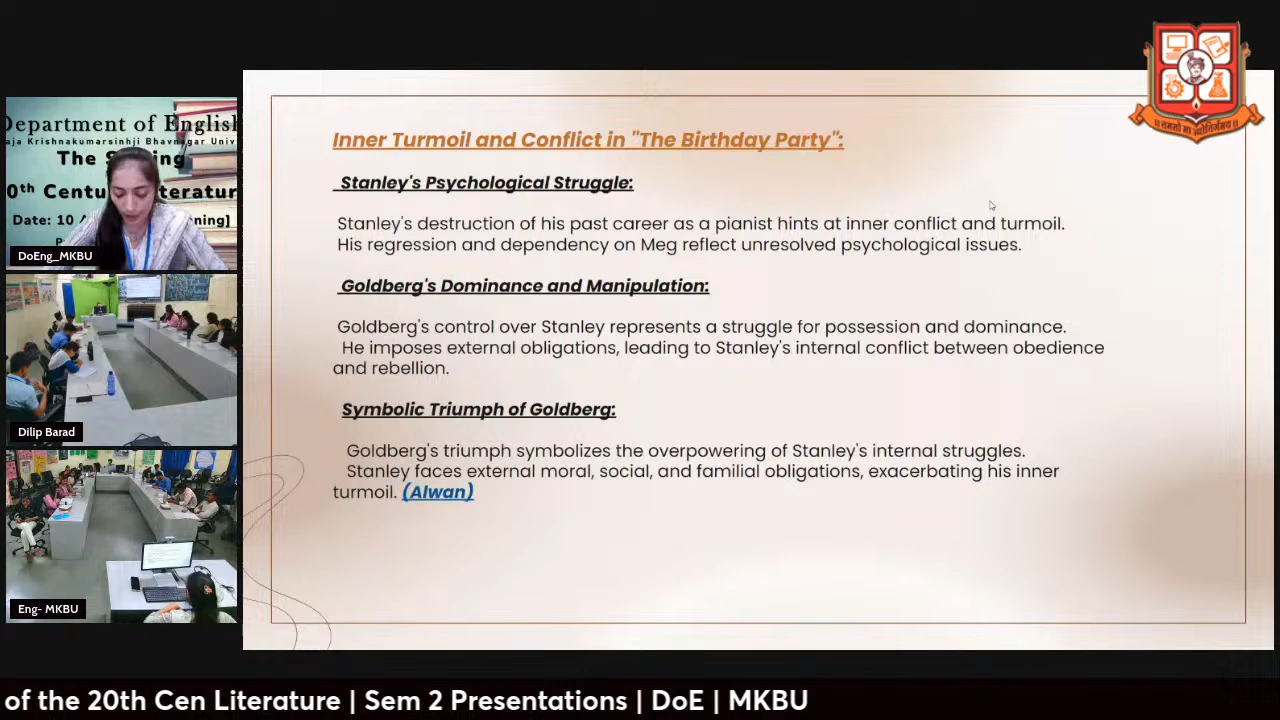 Department of English
aja Krishnakumarsinhji Bhavnagar Univ
The S ing
0th Centu teratur
Date: 10 A ning]
DoEng_MKBU
Dilip Barad
Eng- MKBU
Inner Turmoil and Conflict in "The Birthday Party":
Stanley's Psychological Struggle:
Stanley's destruction of his past career as a pianist hints at inner conflict and turmoil.
His regression and dependency on Meg reflect unresolved psychological issues.
Goldberg's Dominance and Manipulation:
Goldberg's control over Stanley represents a struggle for possession and dominance.
He imposes external obligations, leading to Stanley's internal conflict between obedience
and rebellion.
Symbolic Triumph of Goldberg:
Goldberg's triumph symbolizes the overpowering of Stanley's internal struggles.
Stanley faces external moral, social, and familial obligations, exacerbating his inner
turmoil. (Alwan)
of the 20th Cen Literature | Sem 2 Presentations | DoE | MKBU